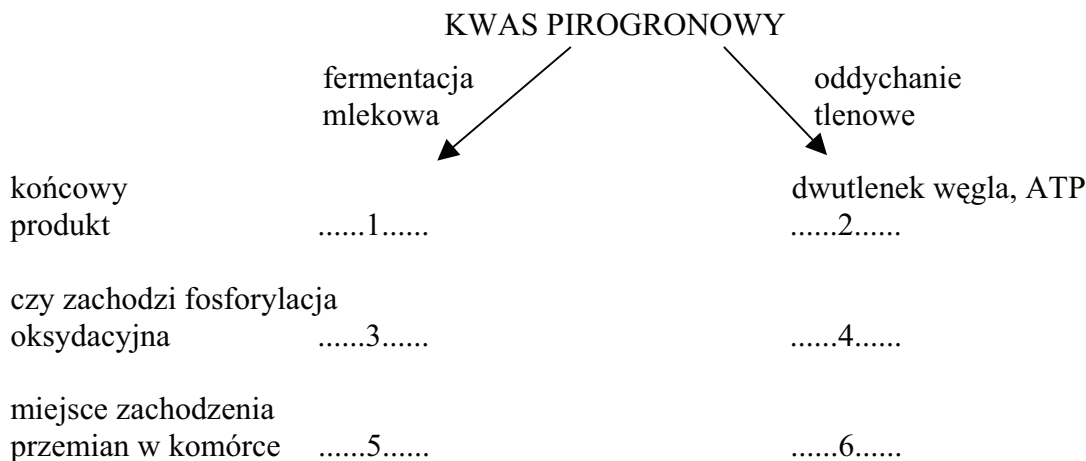 KWAS PIROGRONOWY
fermentacja oddychanie
mlekowa tlenowe
końcowy dwutlenek węgla, ATP
produkt ......1...... ......2......
czy zachodzi fosforylacja
oksydacyjna ......3...... ......4......
miejsce zachodzenia
przemian w komórce ......5...... ......6......